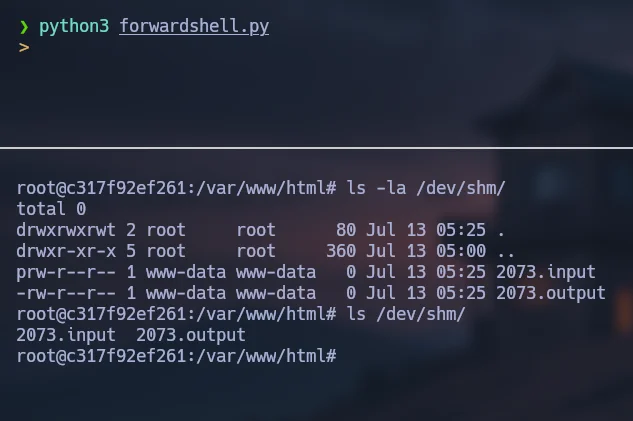 ❯ python3 forwardshell.py
>
root@c317f92ef261:/var/www/html# ls -la /dev/shm/
total 0
drwxrwxrwt 2 root     root      80 Jul 13 05:25 .
drwxr-xr-x 5 root     root     360 Jul 13 05:00 ..
prw-r--r-- 1 www-data www-data   0 Jul 13 05:25 2073.input
-rw-r--r-- 1 www-data www-data   0 Jul 13 05:25 2073.output
root@c317f92ef261:/var/www/html# ls /dev/shm/
2073.input  2073.output
root@c317f92ef261:/var/www/html#